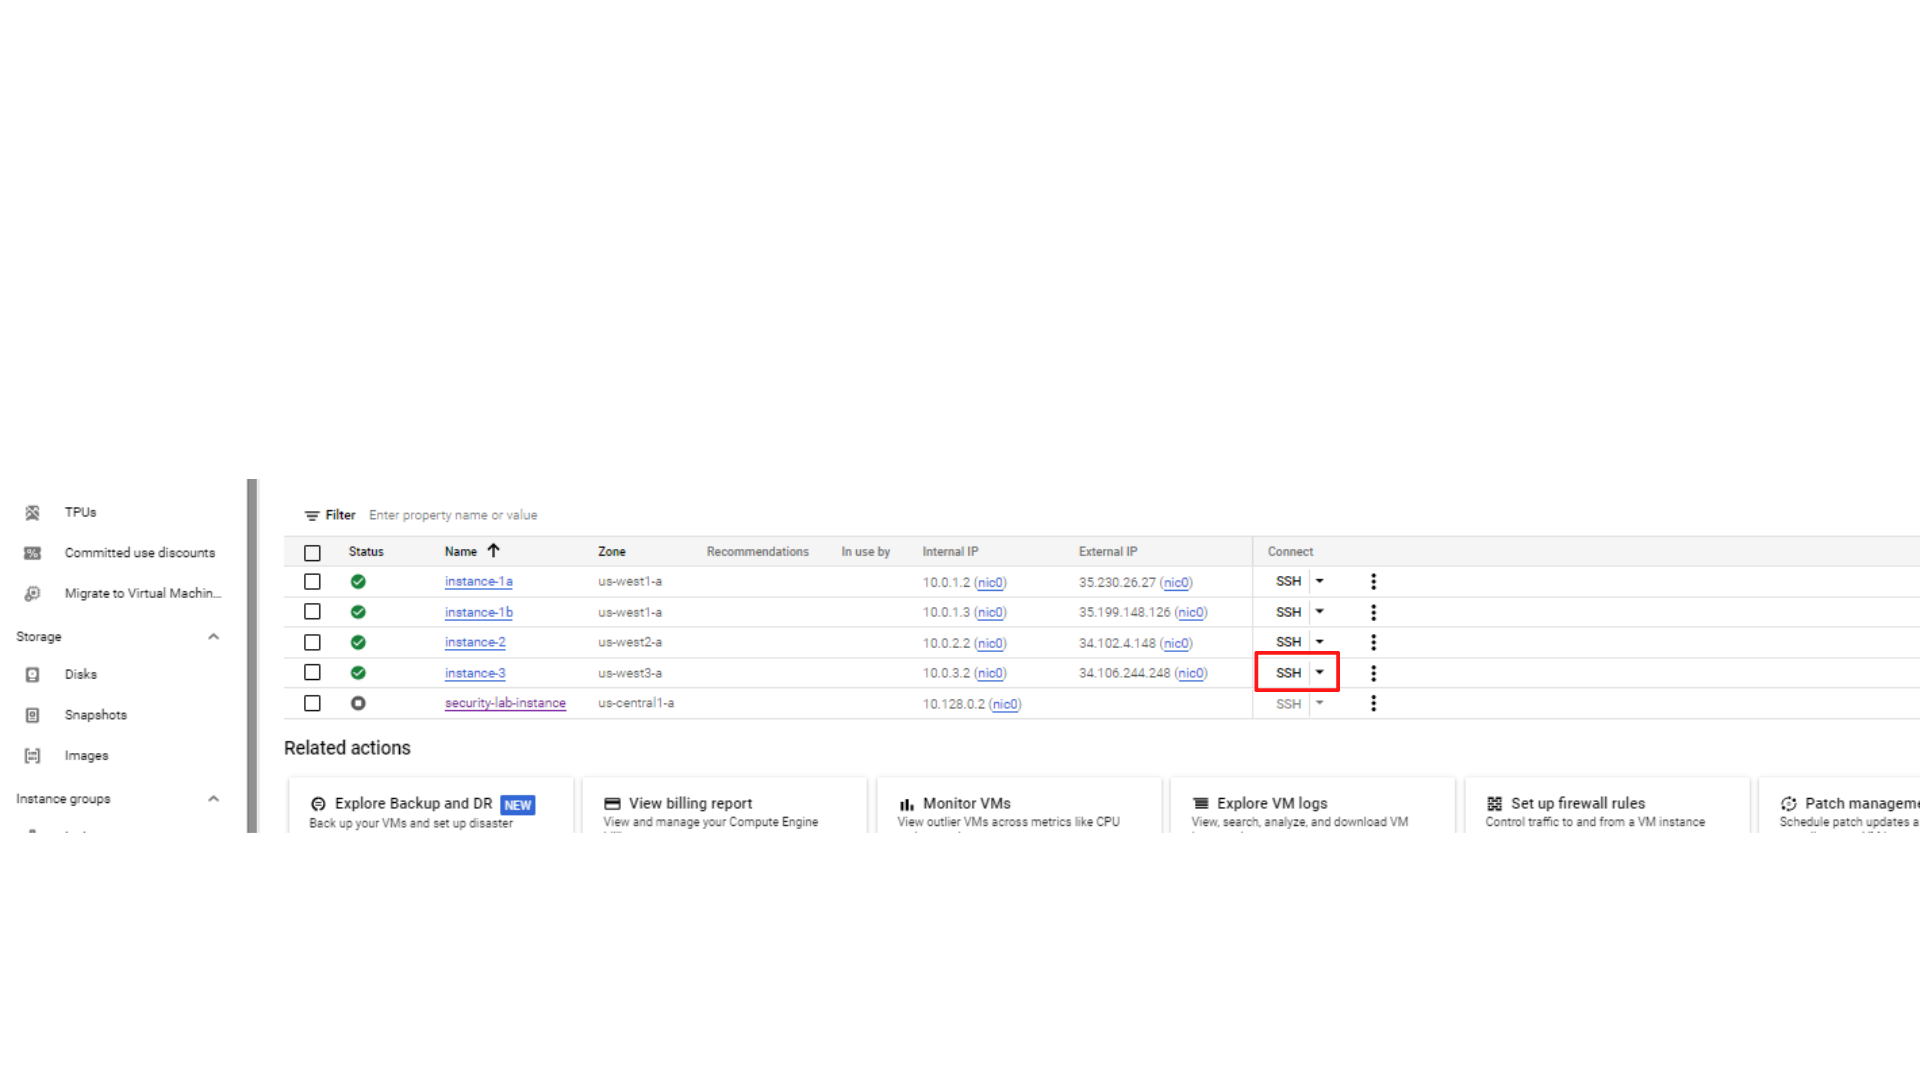 TPUs
Committed use discounts
Migrate to Virtual Machin...
Storage
Disks
Snapshots
Images
Instance groups
Filter Enter property name or value
Status Name Zone Recommendations In use by Internal IP External IP Connect
instance-1a us-west1-a 10.0.1.2 (nic0) 35.230.26.27 (nic0) SSH
instance-1b us-west1-a 10.0.1.3 (nic0) 35.199.148.126 (nic0) SSH
instance-2 us-west2-a 10.0.2.2 (nic0) 34.102.4.148 (nic0) SSH
instance-3 us-west3-a 10.0.3.2 (nic0) 34.106.244.248 (nic0) SSH
security-lab-instance us-central1-a 10.128.0.2 (nic0) SSH
Related actions
Explore Backup and DR NEW
Back up your VMs and set up disaster
View billing report
View and manage your Compute Engine
Monitor VMs
View outlier VMs across metrics like CPU
Explore VM logs
View, search, analyze, and download VM
Set up firewall rules
Control traffic to and from a VM instance
Patch manageme
Schedule patch updates a